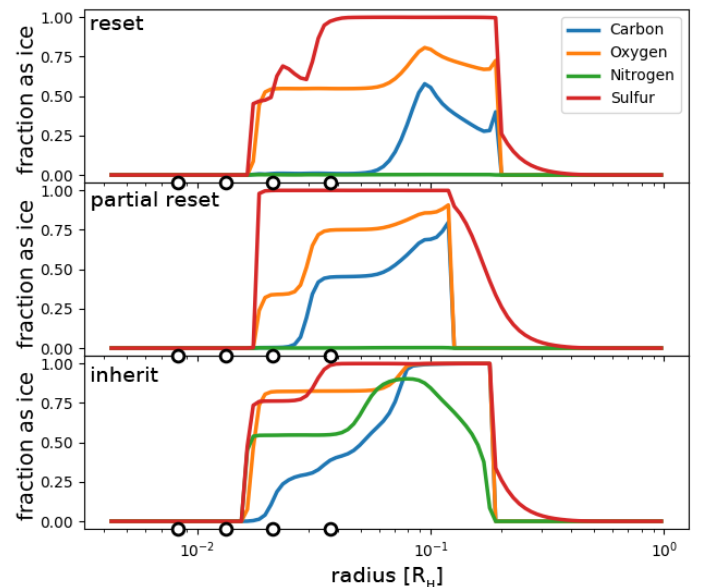 reset
fraction as ice
1.00
0.75
0.50
0.25
0.00
Carbon
Oxygen
Nitrogen
Sulfur
partial reset
fraction as ice
1.00
0.75
0.50
0.25
0.00
inherit
fraction as ice
1.00
0.75
0.50
0.25
0.00
10⁻²
10⁻¹
10⁰
radius [R_H]